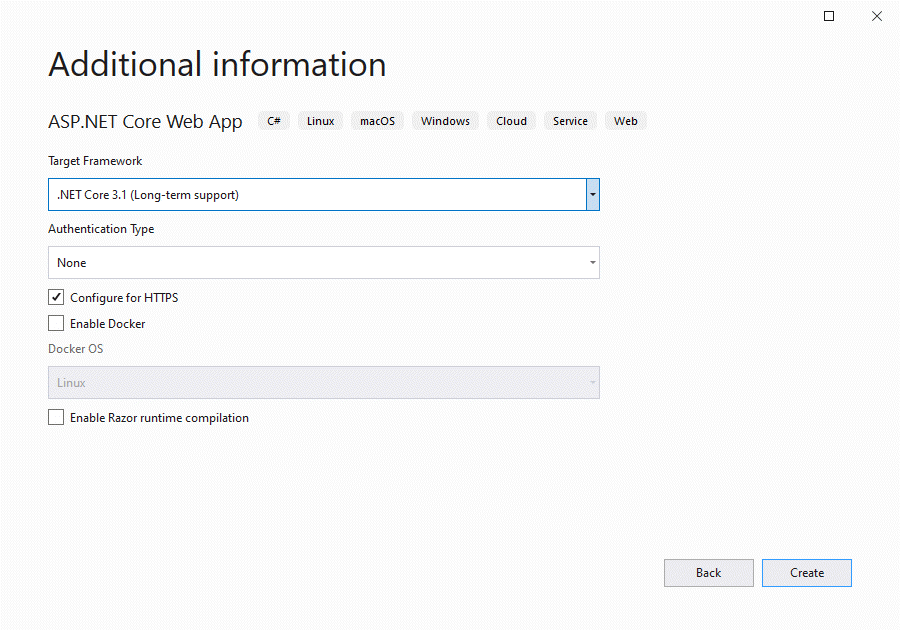 Additional information
ASP.NET Core Web App C# Linux macOS Windows Cloud Service Web
Target Framework
.NET Core 3.1 (Long-term support)
Authentication Type
None
Configure for HTTPS
Enable Docker
Docker OS
Linux
Enable Razor runtime compilation
Back Create